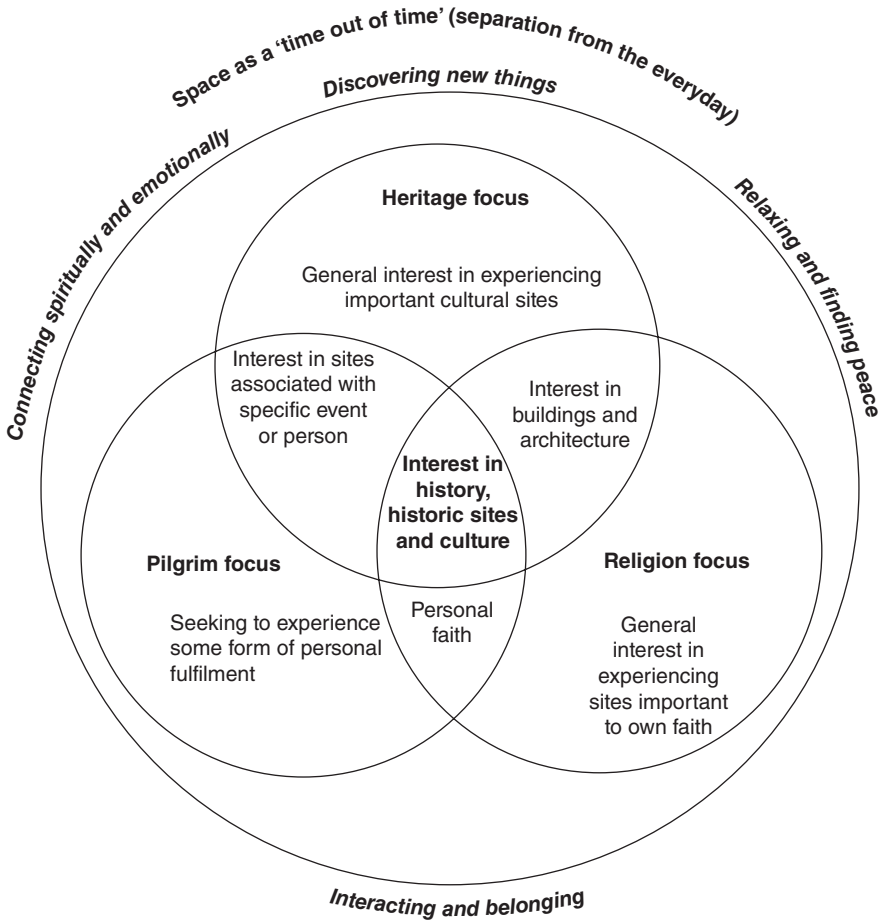 Space as a ‘time out of time’ (separation from the everyday)
Discovering new things
Connecting spiritually and emotionally
Relaxing and finding peace
Heritage focus
General interest in experiencing
important cultural sites
Interest in sites
associated with
specific event
or person
Interest in
buildings and
architecture
Interest in
history,
historic sites
and culture
Pilgrim focus
Seeking to experience
some form of personal
fulfilment
Personal
faith
Religion focus
General
interest in
experiencing
sites important
to own faith
Interacting and belonging